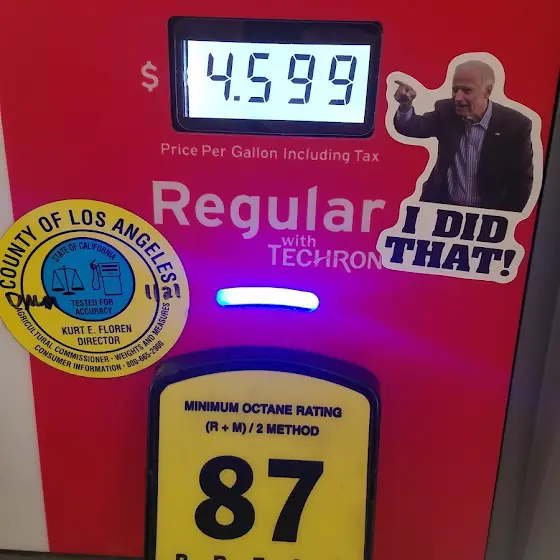 $ 4.599
Price Per Gallon Including Tax
Regular
with
TECHRON
I DID
THAT!
COUNTY OF LOS ANGELES
STATE OF CALIFORNIA
TESTED FOR
ACCURACY
KURT E. FLOREN
DIRECTOR
AGRICULTURAL COMMISSIONER - WEIGHTS AND MEASURES
CONSUMER INFORMATION - 800-665-2900
MINIMUM OCTANE RATING
(R + M) / 2 METHOD
87